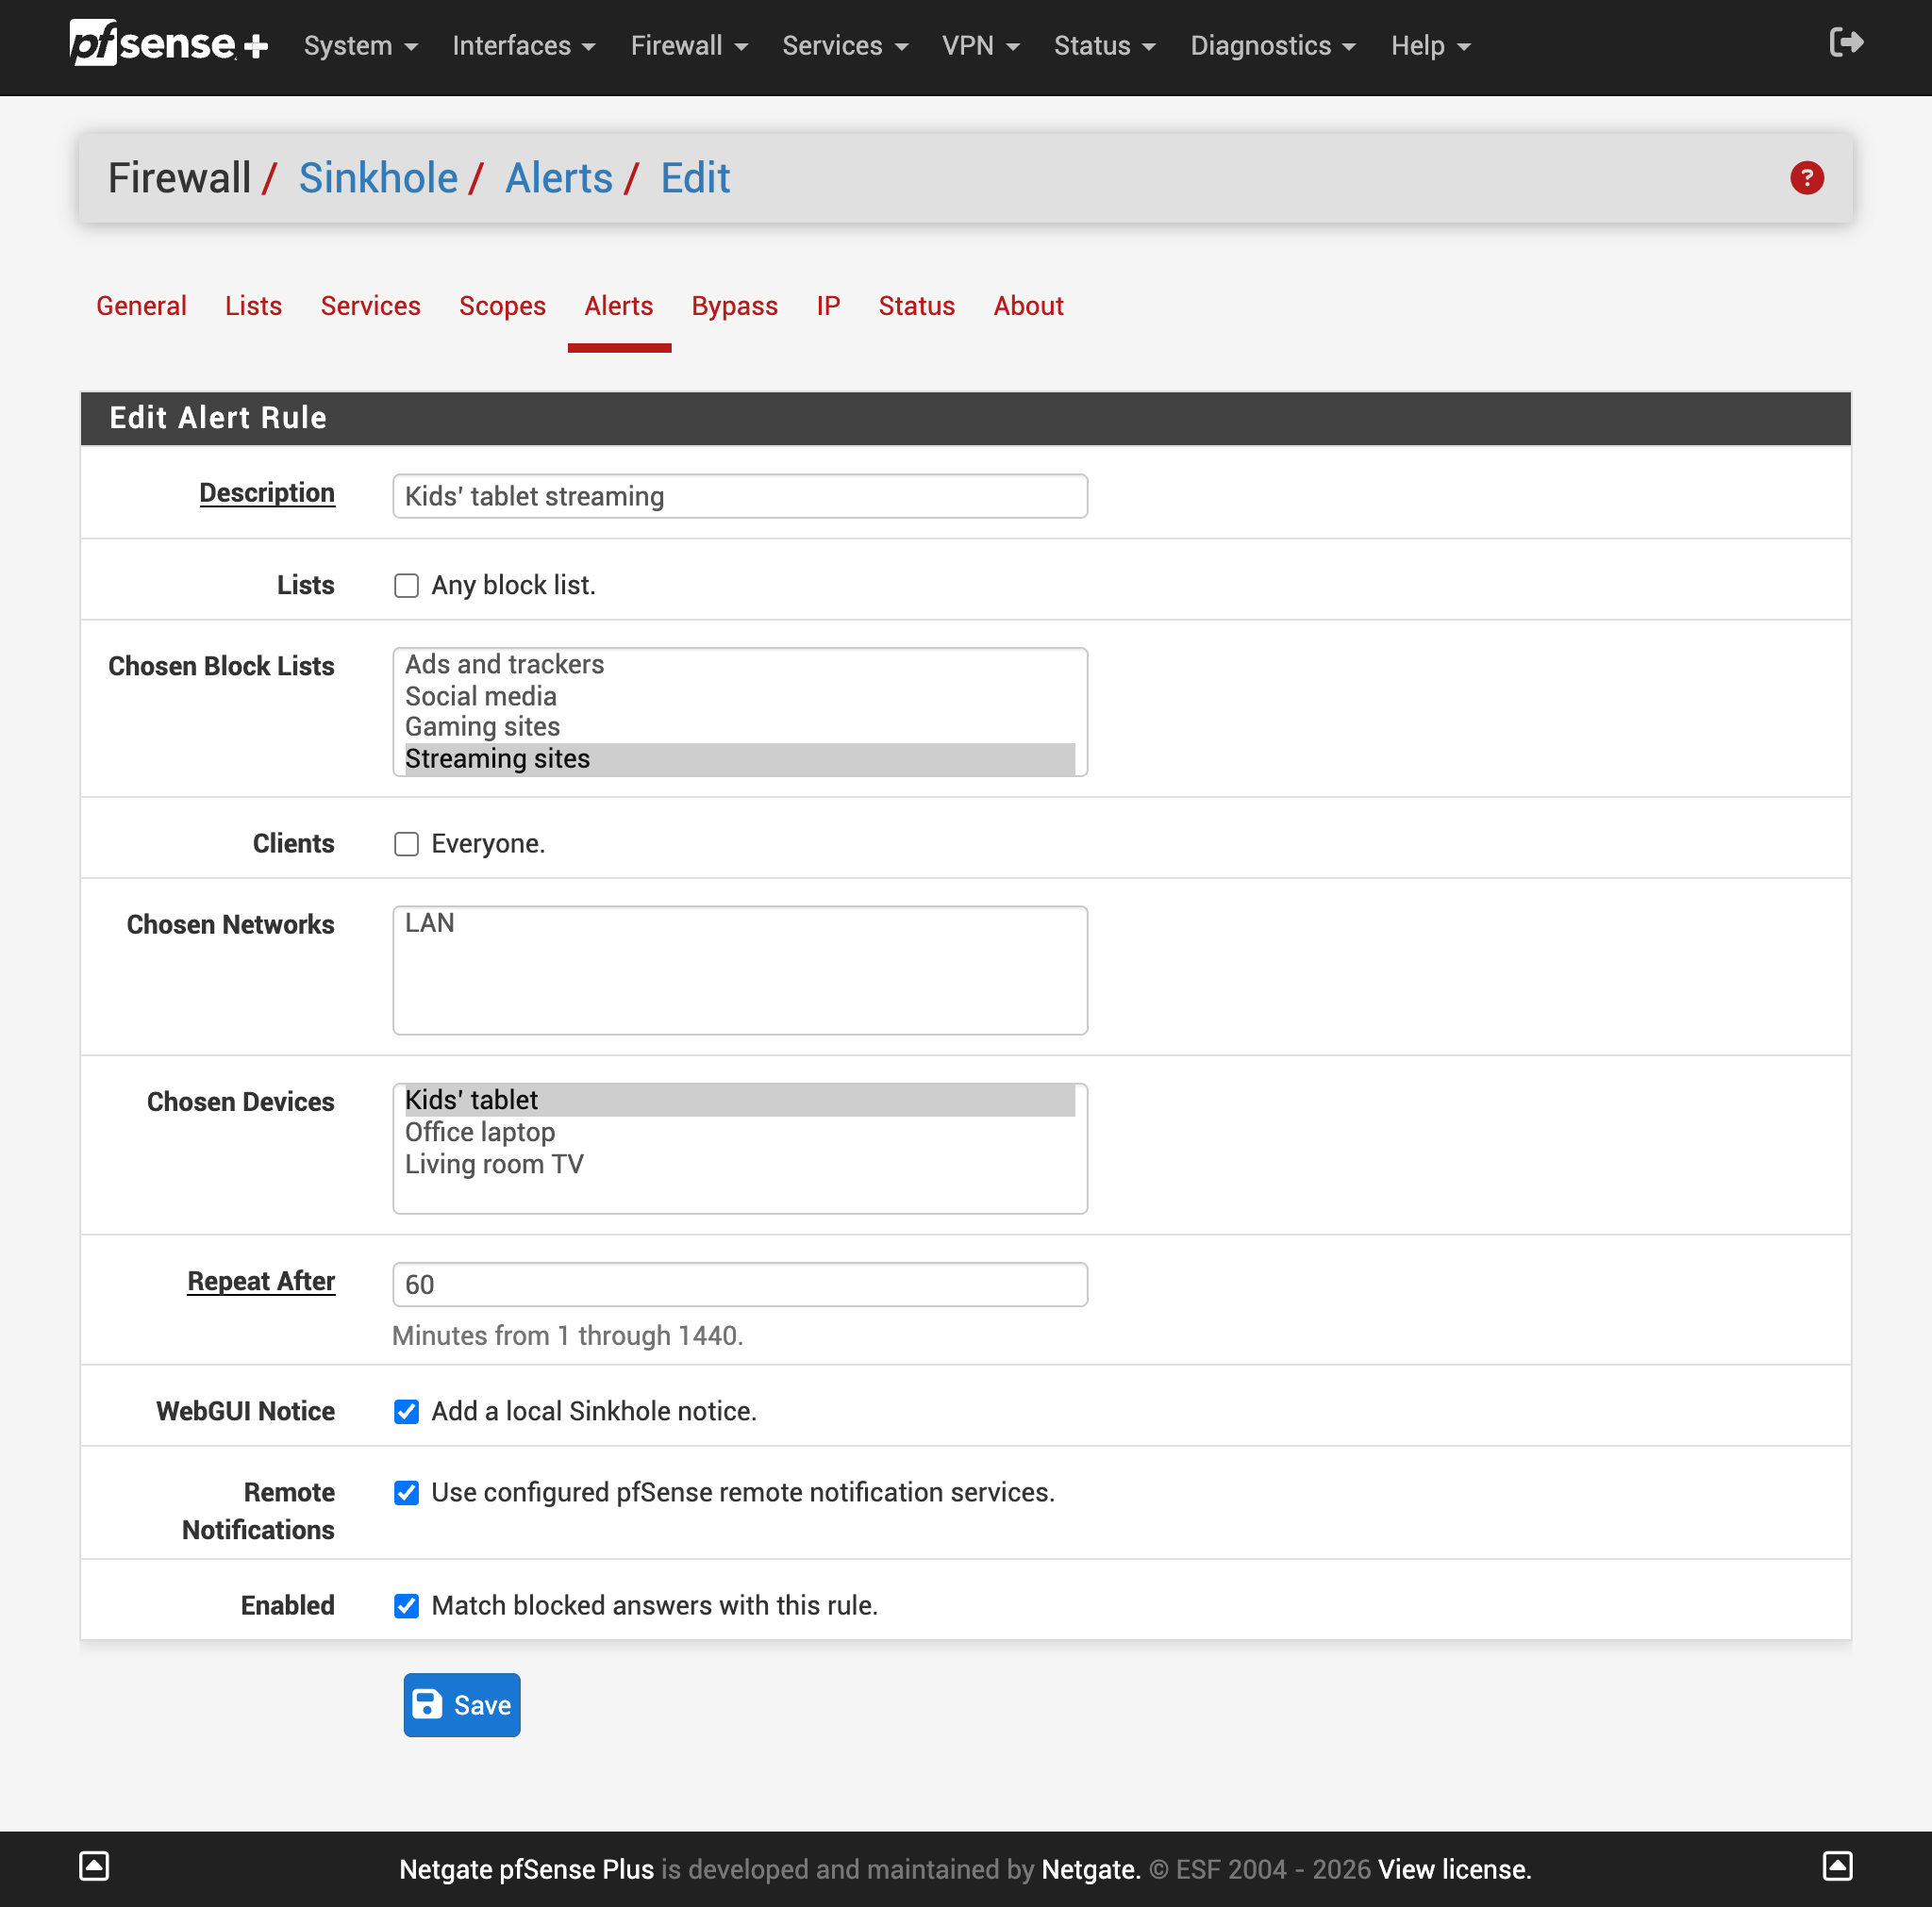 pfsense +
System
Interfaces
Firewall
Services
VPN
Status
Diagnostics
Help
Firewall / Sinkhole / Alerts / Edit
?
General
Lists
Services
Scopes
Alerts
Bypass
IP
Status
About
Edit Alert Rule
Description
Kids' tablet streaming
Lists
Any block list.
Chosen Block Lists
Ads and trackers
Social media
Gaming sites
Streaming sites
Clients
Everyone.
Chosen Networks
LAN
Chosen Devices
Kids' tablet
Office laptop
Living room TV
Repeat After
60
Minutes from 1 through 1440.
WebGUI Notice
Add a local Sinkhole notice.
Remote
Notifications
Use configured pfSense remote notification services.
Enabled
Match blocked answers with this rule.
Save
Netgate pfSense Plus is developed and maintained by Netgate. © ESF 2004 - 2026 View license.